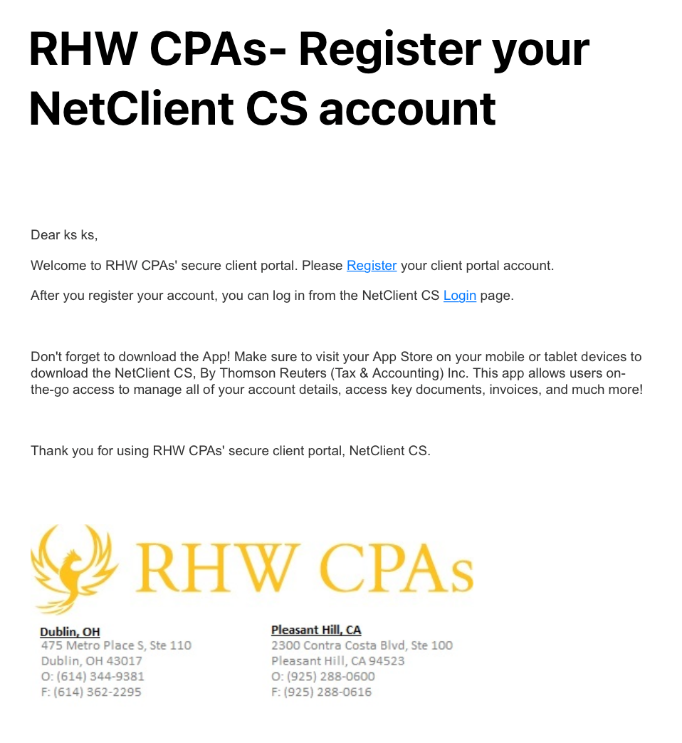 RHW CPAs- Register your
NetClient CS account
Dear ks ks,
Welcome to RHW CPAs' secure client portal. Please Register your client portal account.
After you register your account, you can log in from the NetClient CS Login page.
Don't forget to download the App! Make sure to visit your App Store on your mobile or tablet devices to
download the NetClient CS, By Thomson Reuters (Tax & Accounting) Inc. This app allows users on-
the-go access to manage all of your account details, access key documents, invoices, and much more!
Thank you for using RHW CPAs' secure client portal, NetClient CS.
RHW CPAs
Dublin, OH
475 Metro Place S, Ste 110
Dublin, OH 43017
O: (614) 344-9381
F: (614) 362-2295
Pleasant Hill, CA
2300 Contra Costa Blvd, Ste 100
Pleasant Hill, CA 94523
O: (925) 288-0600
F: (925) 288-0616